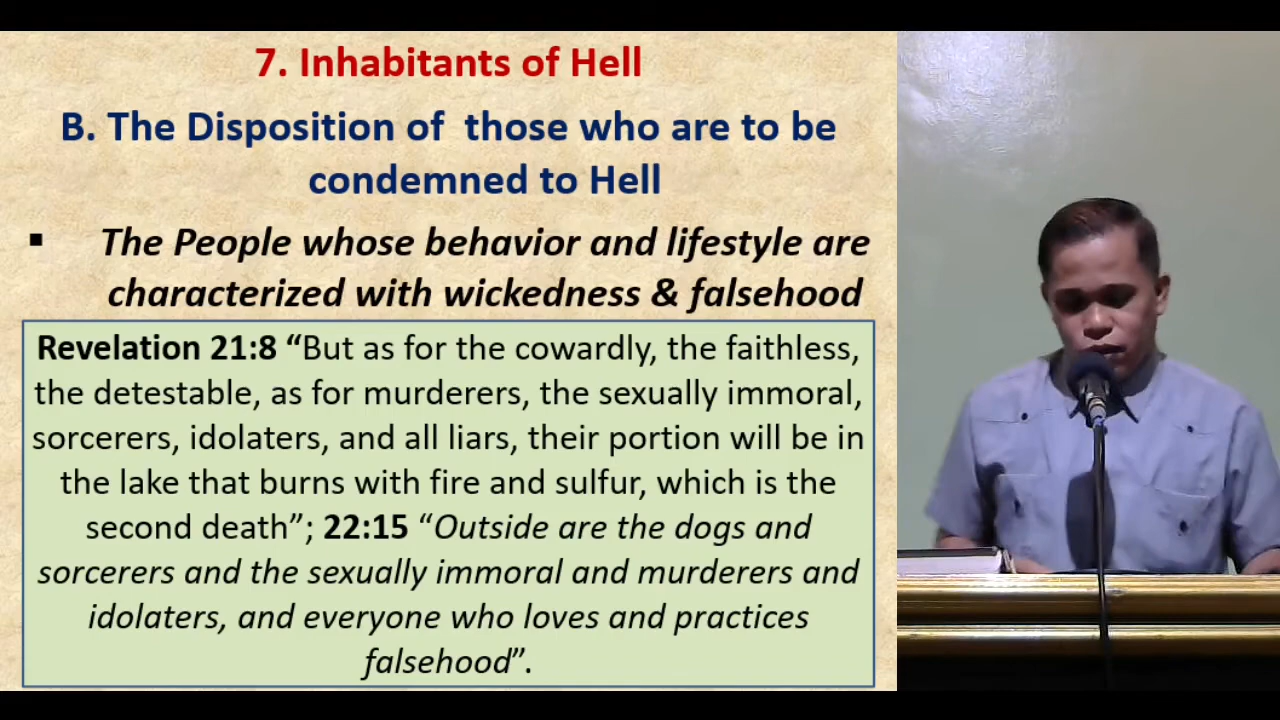 7. Inhabitants of Hell
B. The Disposition of  those who are to be
condemned to Hell
▪ The People whose behavior and lifestyle are
characterized with wickedness & falsehood
Revelation 21:8 “But as for the cowardly, the faithless,
the detestable, as for murderers, the sexually immoral,
sorcerers, idolaters, and all liars, their portion will be in
the lake that burns with fire and sulfur, which is the
second death”; 22:15 “Outside are the dogs and
sorcerers and the sexually immoral and murderers and
idolaters, and everyone who loves and practices
falsehood”.